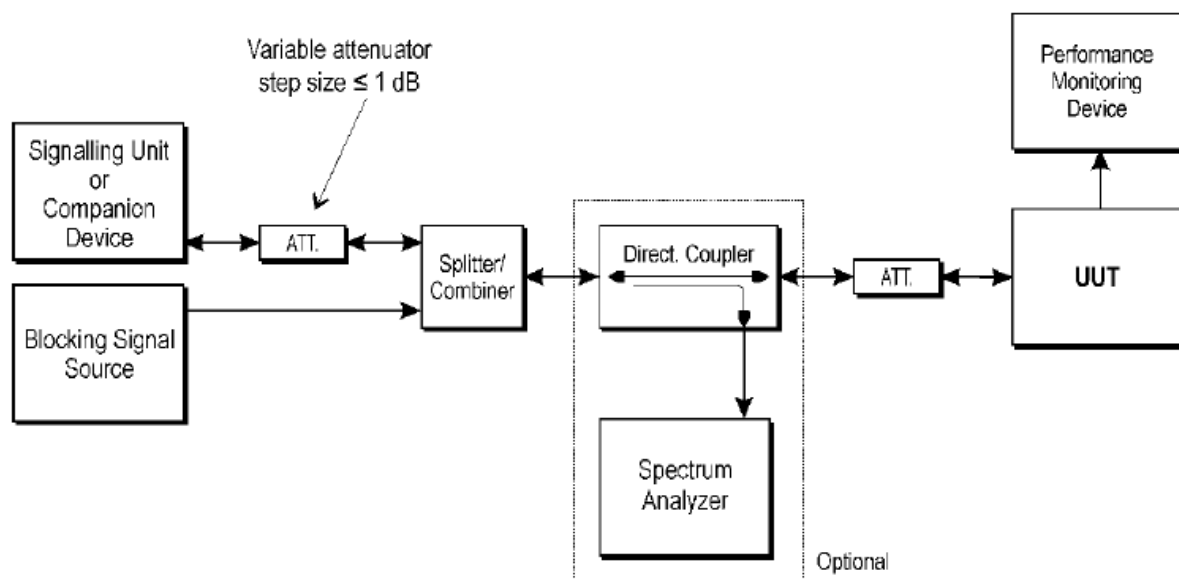 Variable attenuator
step size ≤ 1 dB
Performance
Monitoring
Device
Signalling Unit
or
Companion
Device
ATT.
Splitter/
Combiner
Direct. Coupler
ATT.
UUT
Blocking Signal
Source
Spectrum
Analyzer
Optional